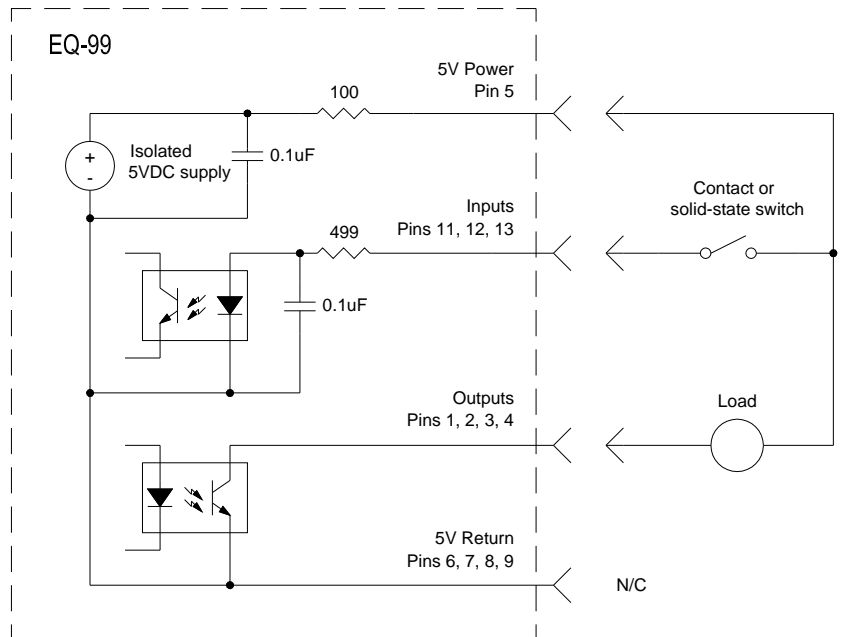 EQ-99
5V Power
Pin 5
100
+
-
Isolated
5VDC supply
0.1uF
Contact or
solid-state switch
Inputs
Pins 11, 12, 13
499
0.1uF
Outputs
Pins 1, 2, 3, 4
Load
5V Return
Pins 6, 7, 8, 9
N/C